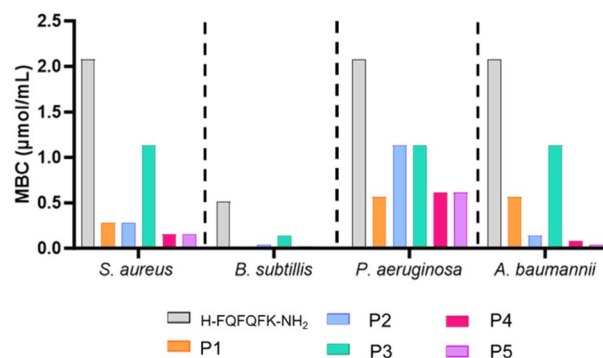 MBC (μmol/mL)
2.5
2.0
1.5
1.0
0.5
0.0
S. aureus B. subtillis P. aeruginosa A. baumannii
H-FQFQFK-NH₂ P2 P4
P1 P3 P5